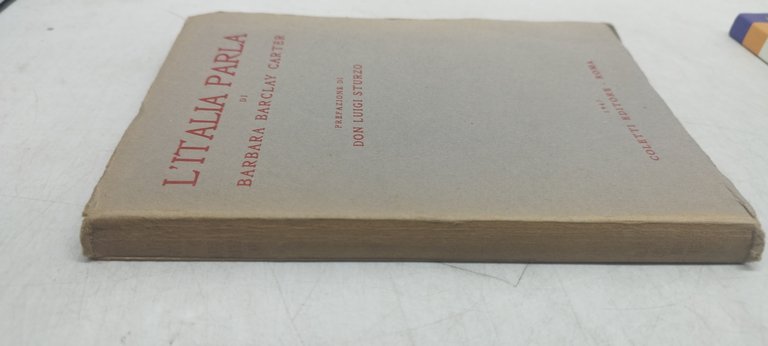 L'ITALIA PARLA
DI
BARBARA BARCLAY CARTER
PREFAZIONE DI
DON LUIGI STURZO
COLETTI EDITORE - ROMA